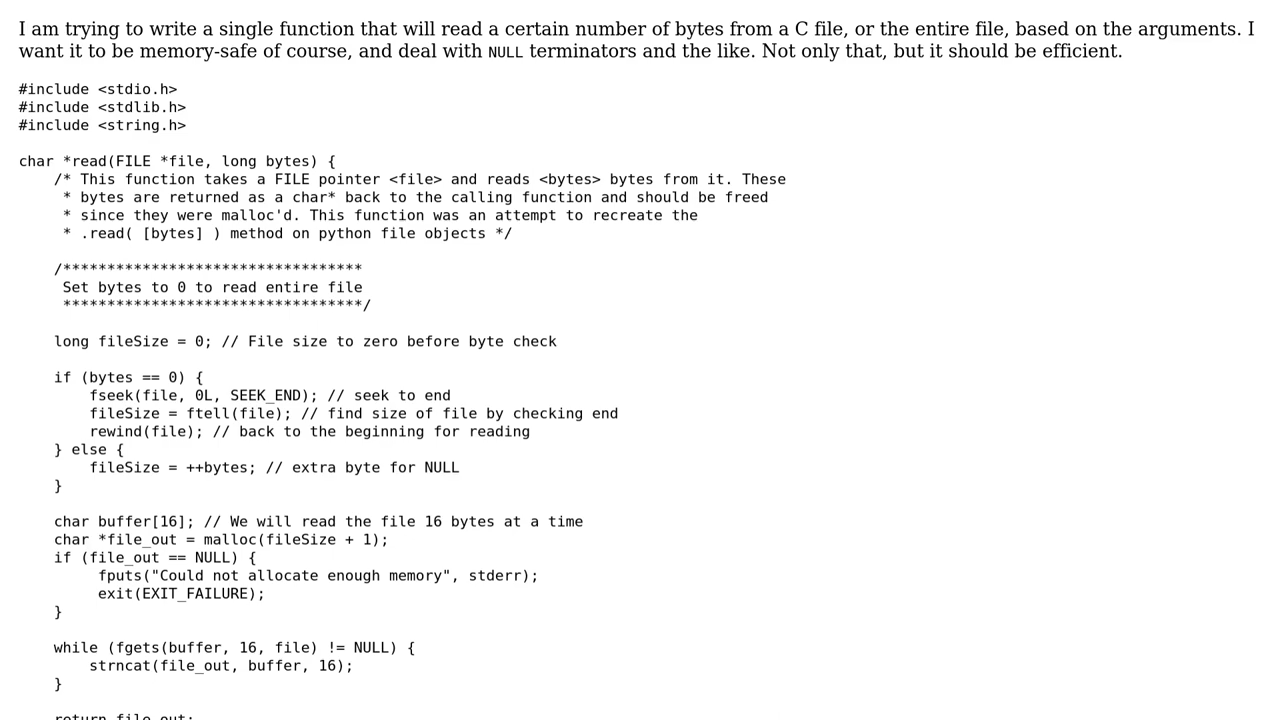 I am trying to write a single function that will read a certain number of bytes from a C file, or the entire file, based on the arguments. I
want it to be memory-safe of course, and deal with NULL terminators and the like. Not only that, but it should be efficient.
#include <stdio.h>
#include <stdlib.h>
#include <string.h>
char *read(FILE *file, long bytes) {
    /* This function takes a FILE pointer <file> and reads <bytes> bytes from it. These
     * bytes are returned as a char* back to the calling function and should be freed
     * since they were malloc'd. This function was an attempt to recreate the
     * .read( [bytes] ) method on python file objects */
    /**********************************
     Set bytes to 0 to read entire file
     **********************************/
    long fileSize = 0; // File size to zero before byte check
    if (bytes == 0) {
        fseek(file, 0L, SEEK_END); // seek to end
        fileSize = ftell(file); // find size of file by checking end
        rewind(file); // back to the beginning for reading
    } else {
        fileSize = ++bytes; // extra byte for NULL
    }
    char buffer[16]; // We will read the file 16 bytes at a time
    char *file_out = malloc(fileSize + 1);
    if (file_out == NULL) {
         fputs("Could not allocate enough memory", stderr);
         exit(EXIT_FAILURE);
    }
    while (fgets(buffer, 16, file) != NULL) {
        strncat(file_out, buffer, 16);
    }
    return file_out;